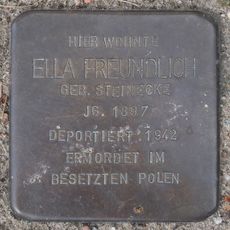 HIER WOHNTE
ELLA FREUNDLICH
GEB. STEINECKE
JG. 1897
DEPORTIERT 1942
ERMORDET IM
BESETZTEN POLEN